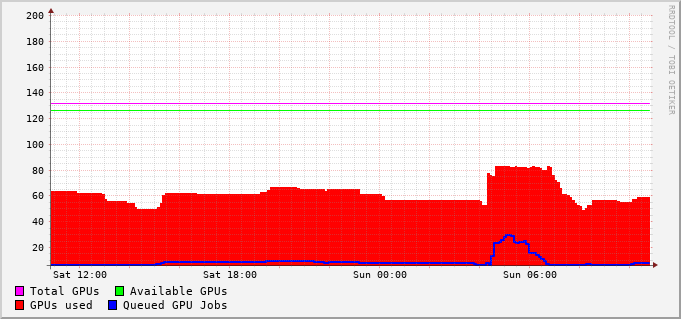 RRDTOOL / TOBI OETIKER
200
180
160
140
120
100
80
60
40
20
Sat 12:00 Sat 18:00 Sun 00:00 Sun 06:00
Total GPUs Available GPUs
GPUs used Queued GPU Jobs